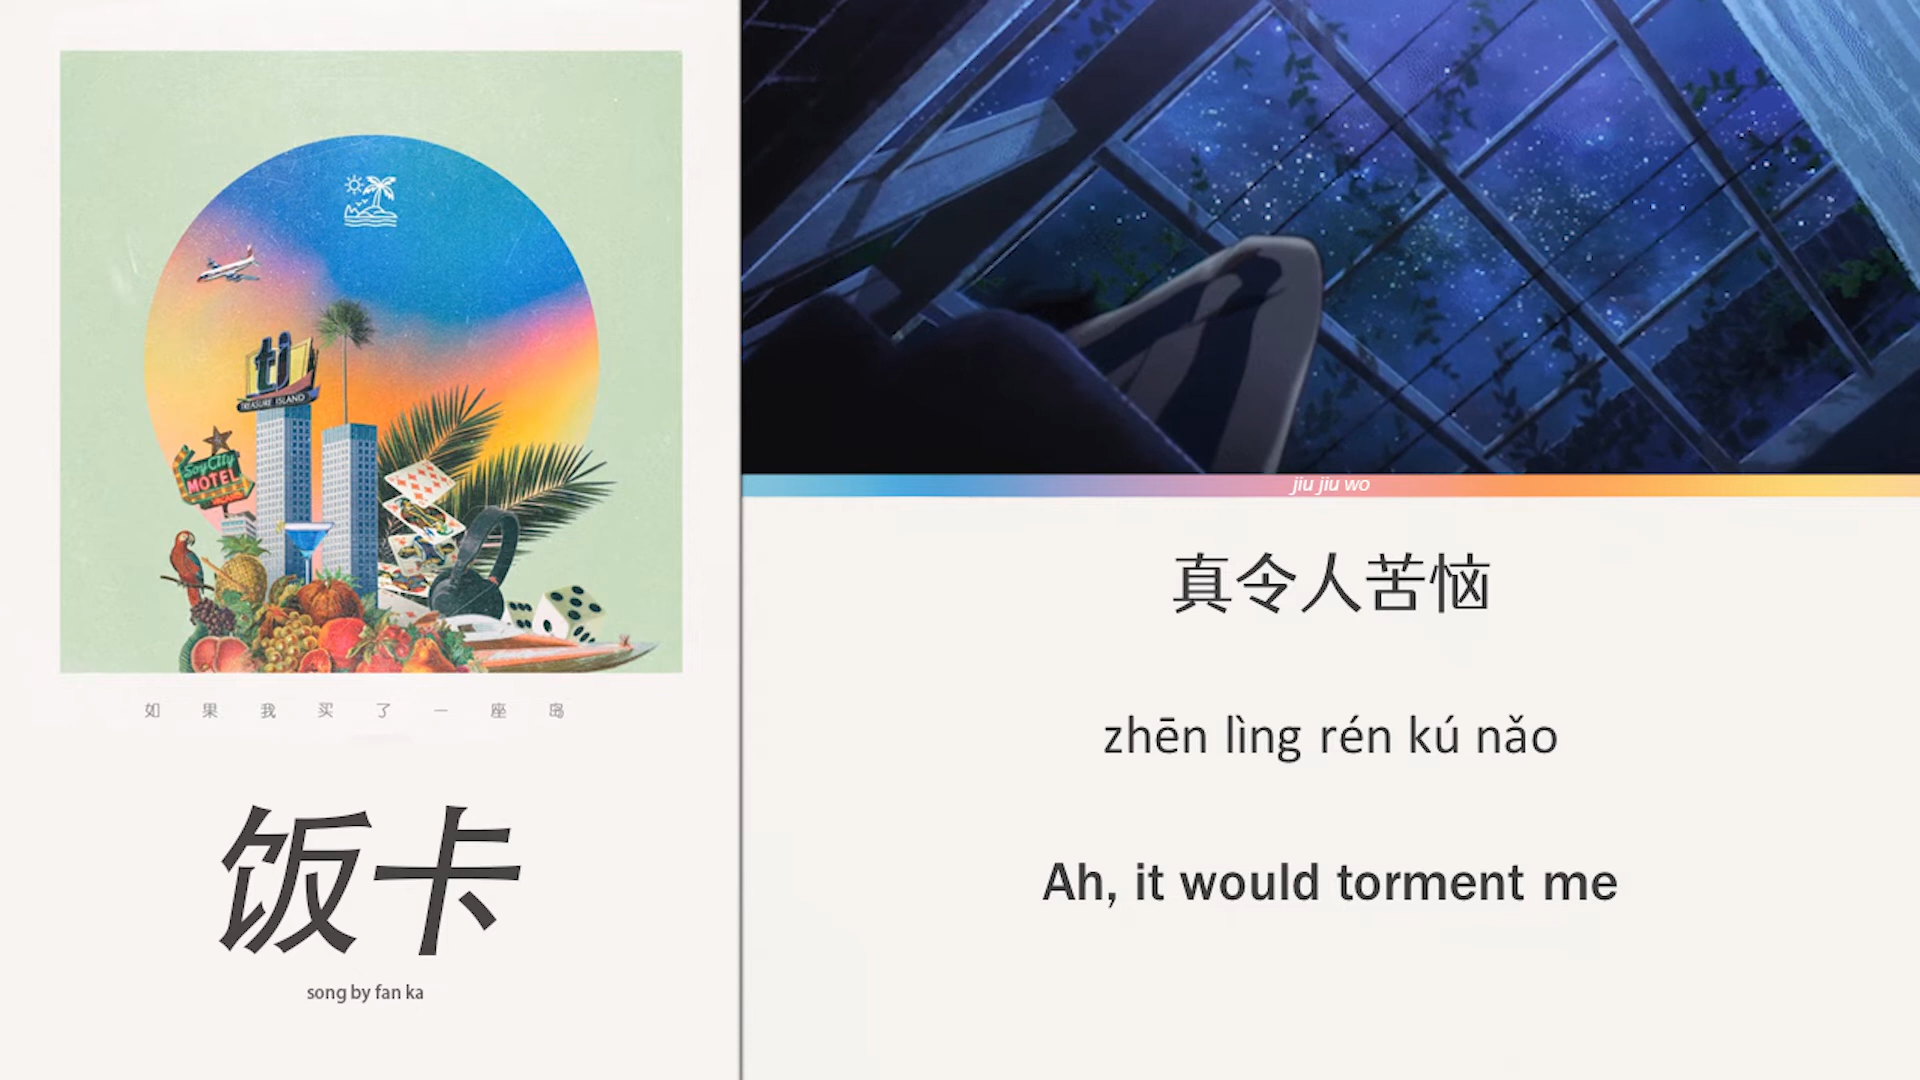 ti
TREASURE ISLAND
Soy City
MOTEL
如果我买了一座岛
饭卡
song by fan ka
jiu jiu wo
真令人苦恼
zhēn lìng rén kú nǎo
Ah, it would torment me